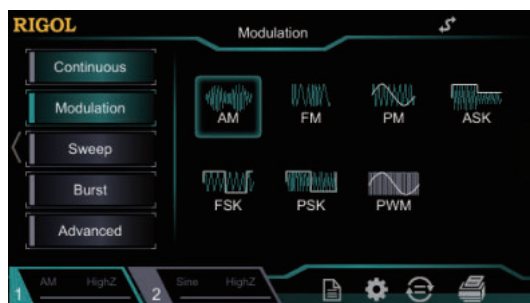 RIGOL
Modulation
Continuous
Modulation
Sweep
Burst
Advanced
AM FM PM ASK
FSK PSK PWM
1 AM HighZ 2 Sine HighZ